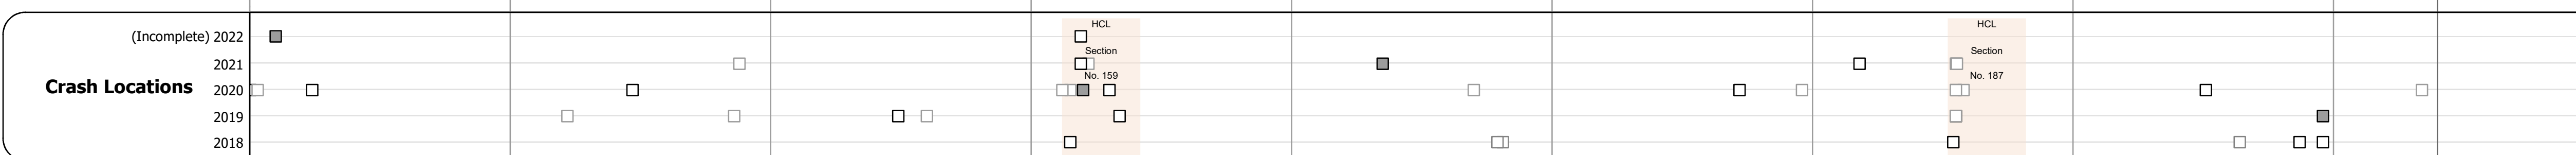 HCL
HCL
(Incomplete) 2022
Section
Section
2021
No. 159
No. 187
Crash Locations
2020
2019
2018